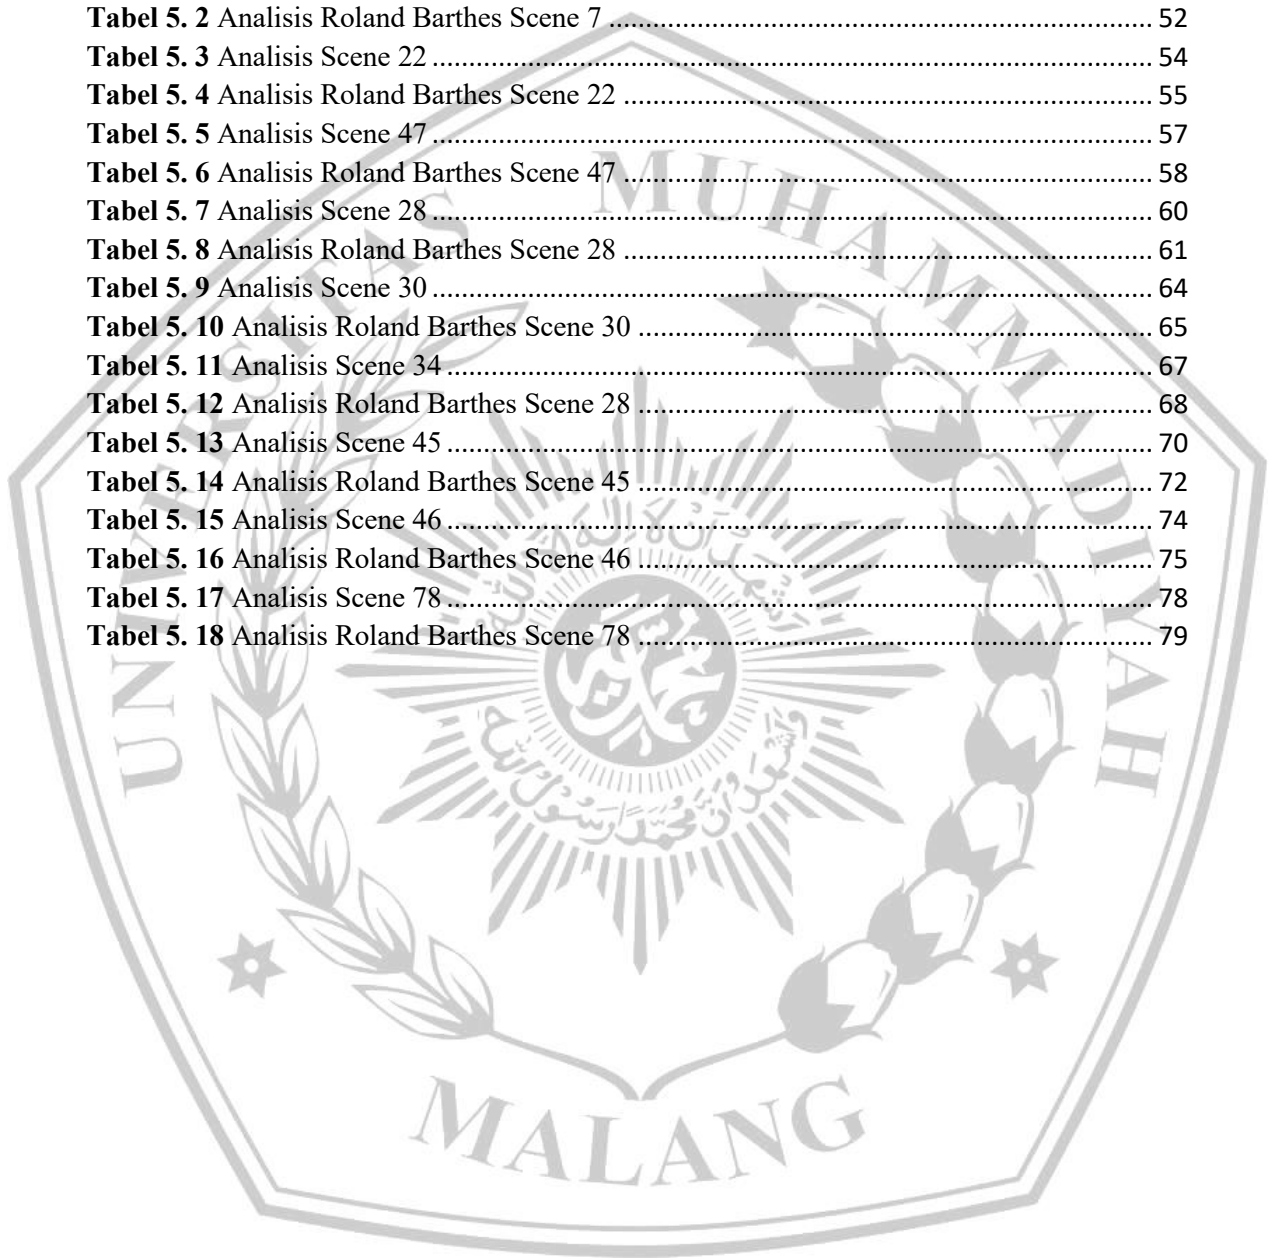 Tabel 5. 2 Analisis Roland Barthes Scene 7 ........ 52
Tabel 5. 3 Analisis Scene 22 ........ 54
Tabel 5. 4 Analisis Roland Barthes Scene 22 ........ 55
Tabel 5. 5 Analisis Scene 47 ........ 57
Tabel 5. 6 Analisis Roland Barthes Scene 47 ........ 58
Tabel 5. 7 Analisis Scene 28 ........ 60
Tabel 5. 8 Analisis Roland Barthes Scene 28 ........ 61
Tabel 5. 9 Analisis Scene 30 ........ 64
Tabel 5. 10 Analisis Roland Barthes Scene 30 ........ 65
Tabel 5. 11 Analisis Scene 34 ........ 67
Tabel 5. 12 Analisis Roland Barthes Scene 28 ........ 68
Tabel 5. 13 Analisis Scene 45 ........ 70
Tabel 5. 14 Analisis Roland Barthes Scene 45 ........ 72
Tabel 5. 15 Analisis Scene 46 ........ 74
Tabel 5. 16 Analisis Roland Barthes Scene 46 ........ 75
Tabel 5. 17 Analisis Scene 78 ........ 78
Tabel 5. 18 Analisis Roland Barthes Scene 78 ........ 79
UNIVERSITAS MUHAMMADIYAH
MALANG